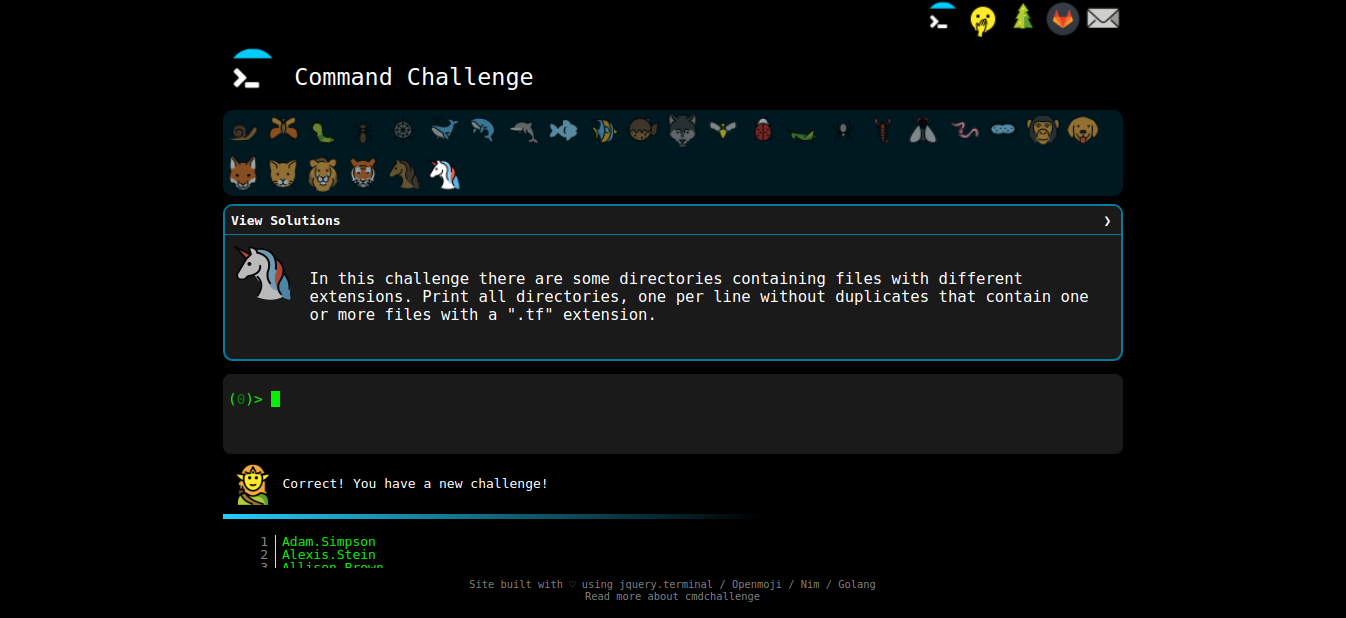 Command Challenge
View Solutions ❯
In this challenge there are some directories containing files with different
extensions. Print all directories, one per line without duplicates that contain one
or more files with a ".tf" extension.
(0)>
Correct! You have a new challenge!
1 Adam.Simpson
2 Alexis.Stein
3 Allison.Brown
Site built with ♡ using jquery.terminal / Openmoji / Nim / Golang
Read more about cmdchallenge